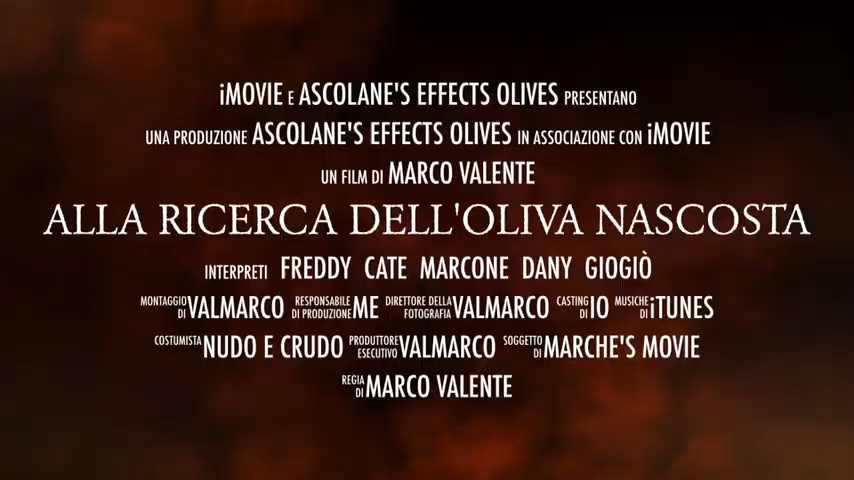 iMOVIE E ASCOLANE'S EFFECTS OLIVES PRESENTANO
UNA PRODUZIONE ASCOLANE'S EFFECTS OLIVES IN ASSOCIAZIONE CON iMOVIE
UN FILM DI MARCO VALENTE
ALLA RICERCA DELL'OLIVA NASCOSTA
INTERPRETI FREDDY CATE MARCONE DANY GIOGIÒ
MONTAGGIO DI VALMARCO RESPONSABILE DI PRODUZIONE ME DIRETTORE DELLA FOTOGRAFIA VALMARCO CASTING DI IO MUSICHE DI iTUNES
COSTUMISTA NUDO E CRUDO PRODUTTORE ESECUTIVO VALMARCO SOGGETTO DI MARCHE'S MOVIE
REGIA DI MARCO VALENTE